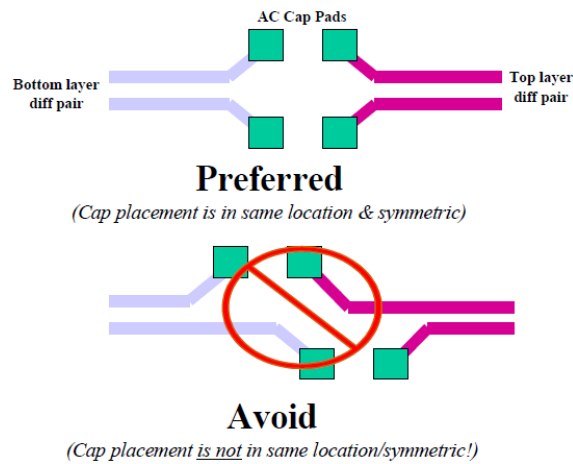 AC Cap Pads
Bottom layer
diff pair
Top layer
diff pair
Preferred
(Cap placement is in same location & symmetric)
Avoid
(Cap placement is not in same location/symmetric!)